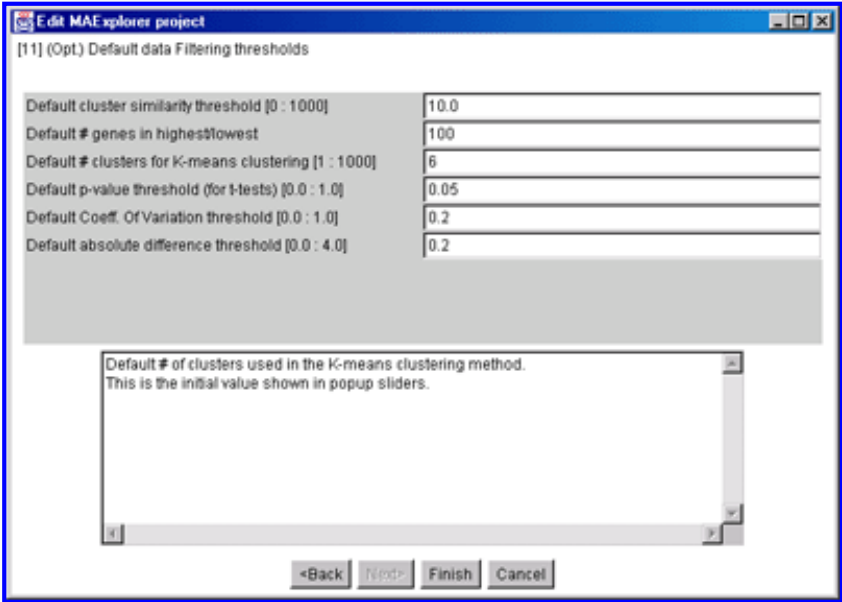 Edit MAExplorer project
[11] (Opt.) Default data Filtering thresholds
Default cluster similarity threshold [0 : 1000] 10.0
Default # genes in highest/lowest 100
Default # clusters for K-means clustering [1 : 1000] 6
Default p-value threshold (for t-tests) [0.0 : 1.0] 0.05
Default Coeff. Of Variation threshold [0.0 : 1.0] 0.2
Default absolute difference threshold [0.0 : 4.0] 0.2
Default # of clusters used in the K-means clustering method.
This is the initial value shown in popup sliders.
<Back Next> Finish Cancel